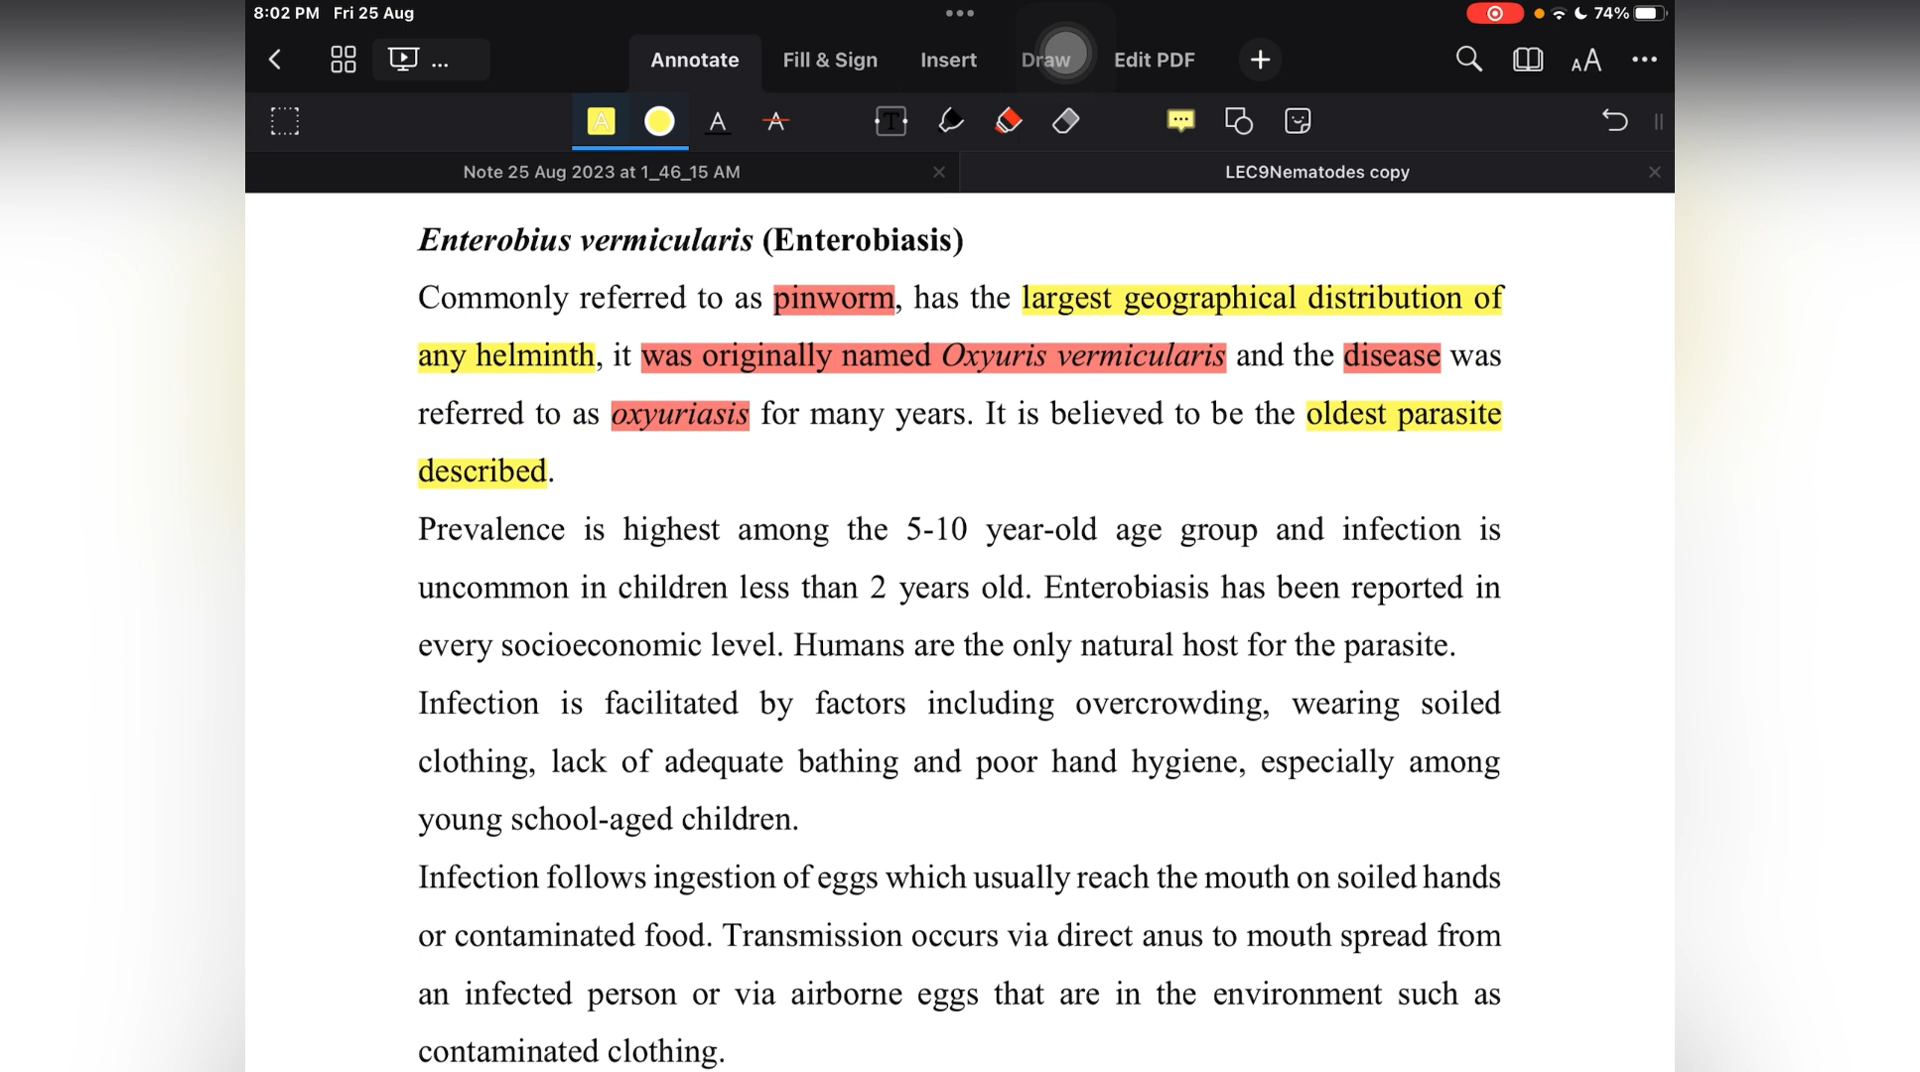 8:02 PM Fri 25 Aug
74%
... Annotate Fill & Sign Insert Draw Edit PDF
Note 25 Aug 2023 at 1_46_15 AM
LEC9Nematodes copy
Enterobius vermicularis (Enterobiasis)
Commonly referred to as pinworm, has the largest geographical distribution of
any helminth, it was originally named Oxyuris vermicularis and the disease was
referred to as oxyuriasis for many years. It is believed to be the oldest parasite
described.
Prevalence is highest among the 5-10 year-old age group and infection is
uncommon in children less than 2 years old. Enterobiasis has been reported in
every socioeconomic level. Humans are the only natural host for the parasite.
Infection is facilitated by factors including overcrowding, wearing soiled
clothing, lack of adequate bathing and poor hand hygiene, especially among
young school-aged children.
Infection follows ingestion of eggs which usually reach the mouth on soiled hands
or contaminated food. Transmission occurs via direct anus to mouth spread from
an infected person or via airborne eggs that are in the environment such as
contaminated clothing.